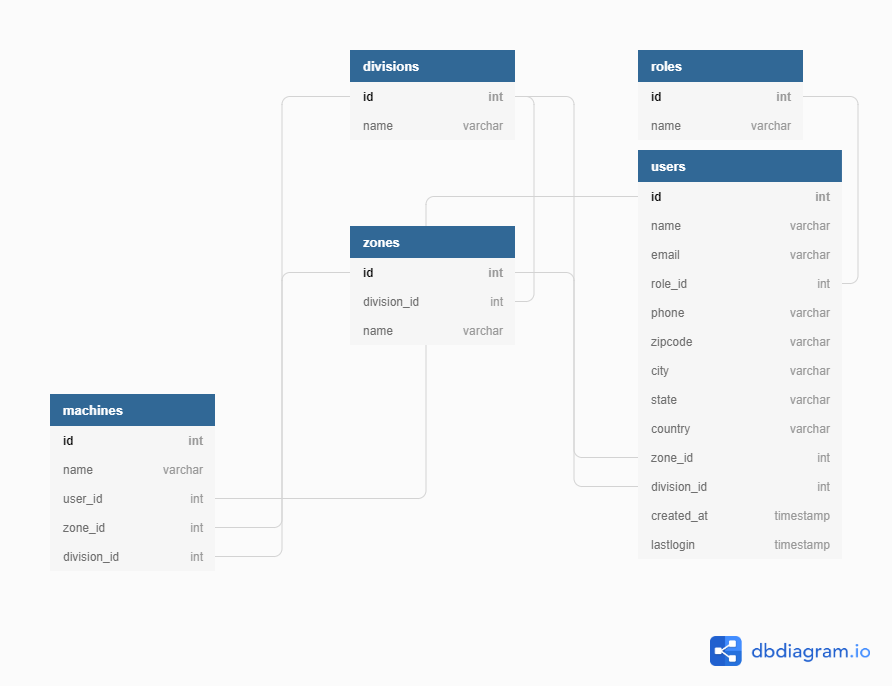 divisions
id int
name varchar
roles
id int
name varchar
users
id int
name varchar
email varchar
role_id int
phone varchar
zipcode varchar
city varchar
state varchar
country varchar
zone_id int
division_id int
created_at timestamp
lastlogin timestamp
zones
id int
division_id int
name varchar
machines
id int
name varchar
user_id int
zone_id int
division_id int
dbdiagram.io